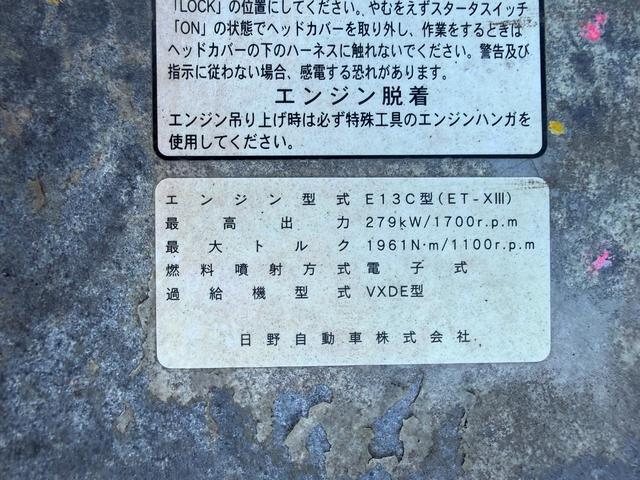 「LOCK」の位置にしてください。やむをえずスタータスイッチ
「ON」の状態でヘッドカバーを取り外し、作業をするときは
ヘッドカバーの下のハーネスに触れないでください。警告及び
指示に従わない場合、感電する恐れがあります。
エンジン脱着
エンジン吊り上げ時は必ず特殊工具のエンジンハンガを
使用してください。
エンジン型式 E13C型(ET-XIII)
最高出力 279kW/1700r.p.m
最大トルク 1961N·m/1100r.p.m
燃料噴射方式 電子式
過給機型式 VXDE型
日野自動車株式会社